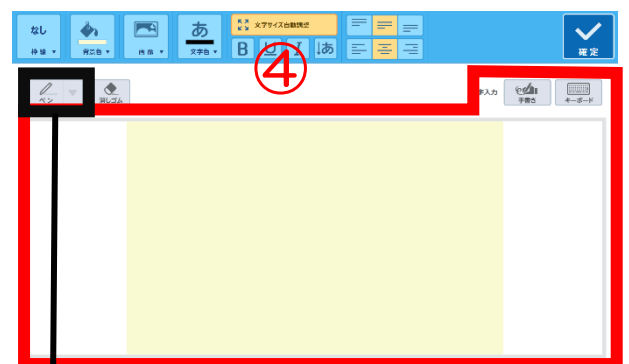 なし
あ
文字サイズ自動調整
枠線 ▼
背景色 ▼
画像 ▼
文字色 ▼
B U I ↓あ
確定
④
ペン
消しゴム
入力
手書き
キーボード